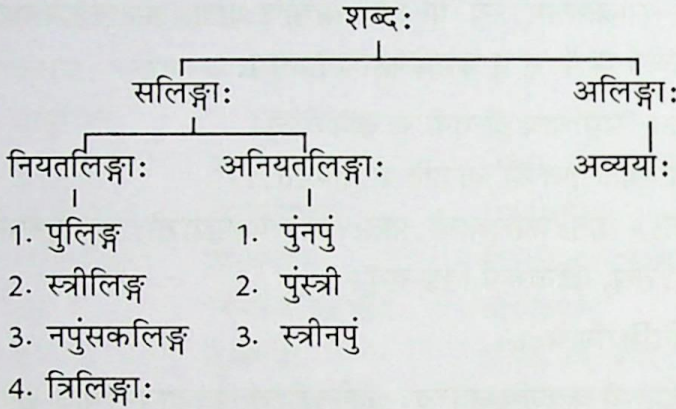 शब्द:
सलिङ्गा: अलिङ्गा:
नियतलिङ्गा: अनियतलिङ्गा: अव्यया:
1. पुलिङ्ग 1. पुंनपुं
2. स्त्रीलिङ्ग 2. पुंस्त्री
3. नपुंसकलिङ्ग 3. स्त्रीनपुं
4. त्रिलिङ्गा: